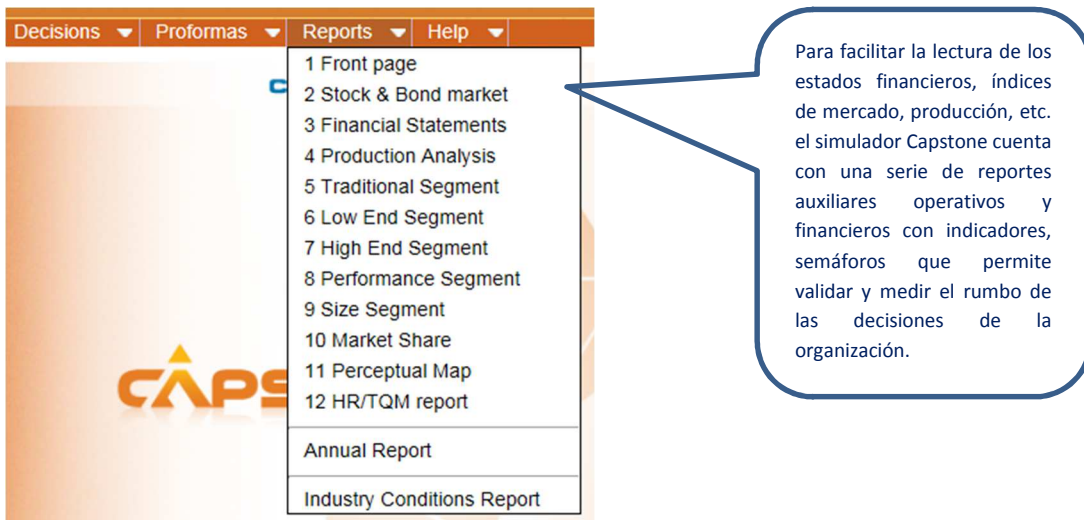 Decisions Proformas Reports Help
1 Front page
2 Stock & Bond market
3 Financial Statements
4 Production Analysis
5 Traditional Segment
6 Low End Segment
7 High End Segment
8 Performance Segment
9 Size Segment
10 Market Share
11 Perceptual Map
12 HR/TQM report
Annual Report
Industry Conditions Report
C
CAPS
Para facilitar la lectura de los
estados financieros, índices
de mercado, producción, etc.
el simulador Capstone cuenta
con una serie de reportes
auxiliares operativos y
financieros con indicadores,
semáforos que permite
validar y medir el rumbo de
las decisiones de la
organización.